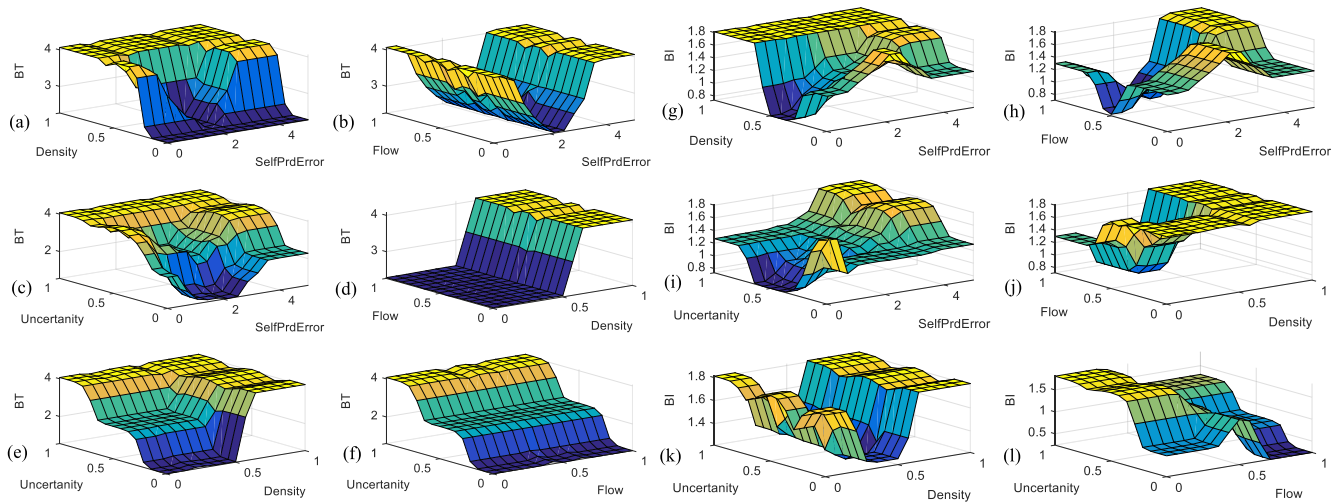 (a) BT 4 3 1 0.5 0 Density 0 2 4 SelfPrdError
(b) BT 4 3 1 0.5 0 Flow 0 2 4 SelfPrdError
(g) BI 1.8 1.6 1.4 1.2 1 0.8 1 0.5 0 Density 0 2 4 SelfPrdError
(h) BI 1.8 1.6 1.4 1.2 1 0.8 1 0.5 0 Flow 0 2 4 SelfPrdError
(c) BT 4 2 1 0.5 0 Uncertanity 0 2 4 SelfPrdError
(d) BT 4 3 1 0.5 0 Flow 0 0.5 1 Density
(i) BI 1.8 1.6 1.4 1.2 1 0.8 1 0.5 0 Uncertanity 0 2 4 SelfPrdError
(j) BI 1.8 1.6 1.4 1.2 1 0.8 1 0.5 0 Flow 0 0.5 1 Density
(e) BT 4 2 1 0.5 0 Uncertanity 0 0.5 1 Density
(f) BT 4 2 1 0.5 0 Uncertanity 0 0.5 1 Flow
(k) BI 1.8 1.6 1.4 1 0.5 0 Uncertanity 0 0.5 1 Density
(l) BI 1.5 1 0.5 1 0.5 0 Uncertanity 0 0.5 1 Flow